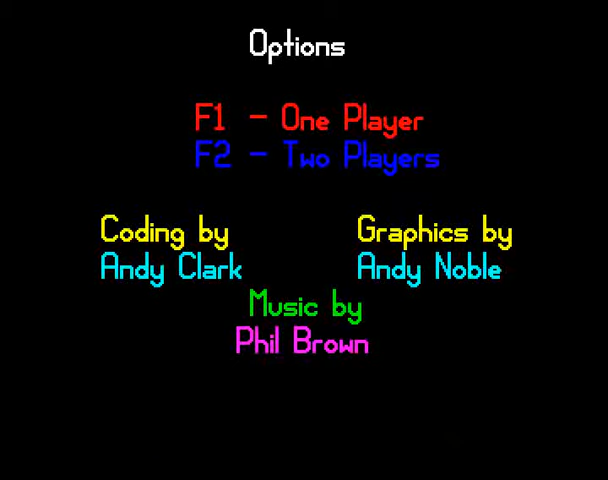 Options
F1 - One Player
F2 - Two Players
Coding by
Andy Clark
Graphics by
Andy Noble
Music by
Phil Brown